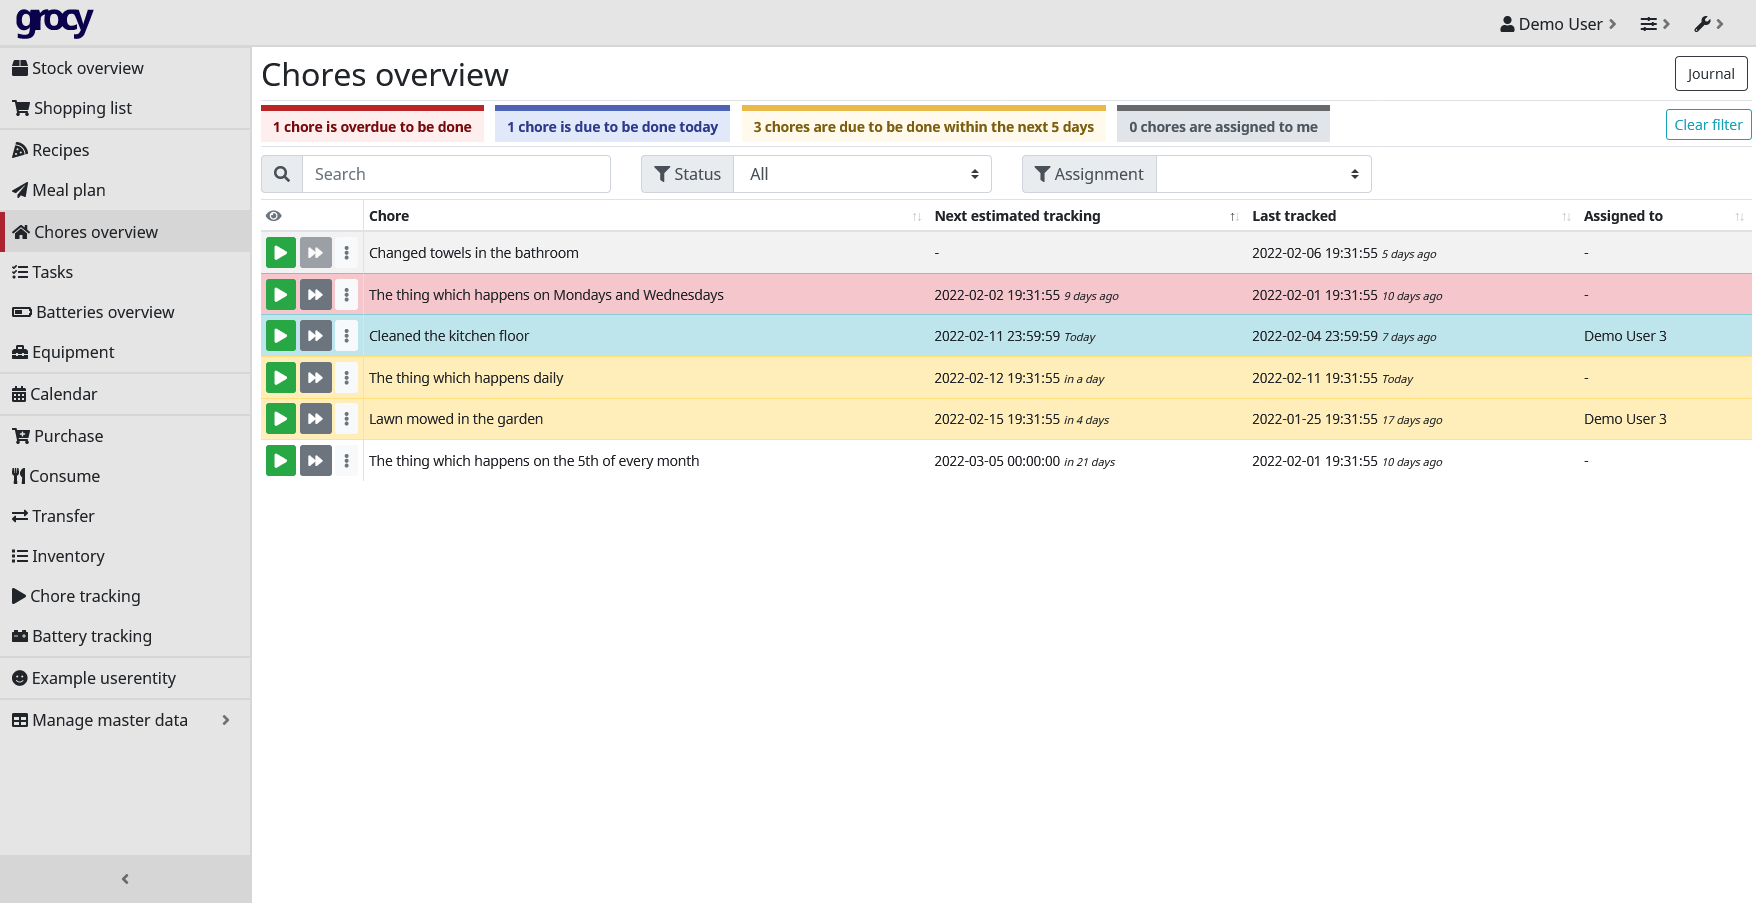 grocy
Demo User
Stock overview
Shopping list
Recipes
Meal plan
Chores overview
Tasks
Batteries overview
Equipment
Calendar
Purchase
Consume
Transfer
Inventory
Chore tracking
Battery tracking
Example userentity
Manage master data
Chores overview
Journal
1 chore is overdue to be done
1 chore is due to be done today
3 chores are due to be done within the next 5 days
0 chores are assigned to me
Clear filter
Search
Status
All
Assignment
Chore Next estimated tracking Last tracked Assigned to
Changed towels in the bathroom - 2022-02-06 19:31:55 5 days ago -
The thing which happens on Mondays and Wednesdays 2022-02-02 19:31:55 9 days ago 2022-02-01 19:31:55 10 days ago -
Cleaned the kitchen floor 2022-02-11 23:59:59 Today 2022-02-04 23:59:59 7 days ago Demo User 3
The thing which happens daily 2022-02-12 19:31:55 in a day 2022-02-11 19:31:55 Today -
Lawn mowed in the garden 2022-02-15 19:31:55 in 4 days 2022-01-25 19:31:55 17 days ago Demo User 3
The thing which happens on the 5th of every month 2022-03-05 00:00:00 in 21 days 2022-02-01 19:31:55 10 days ago -